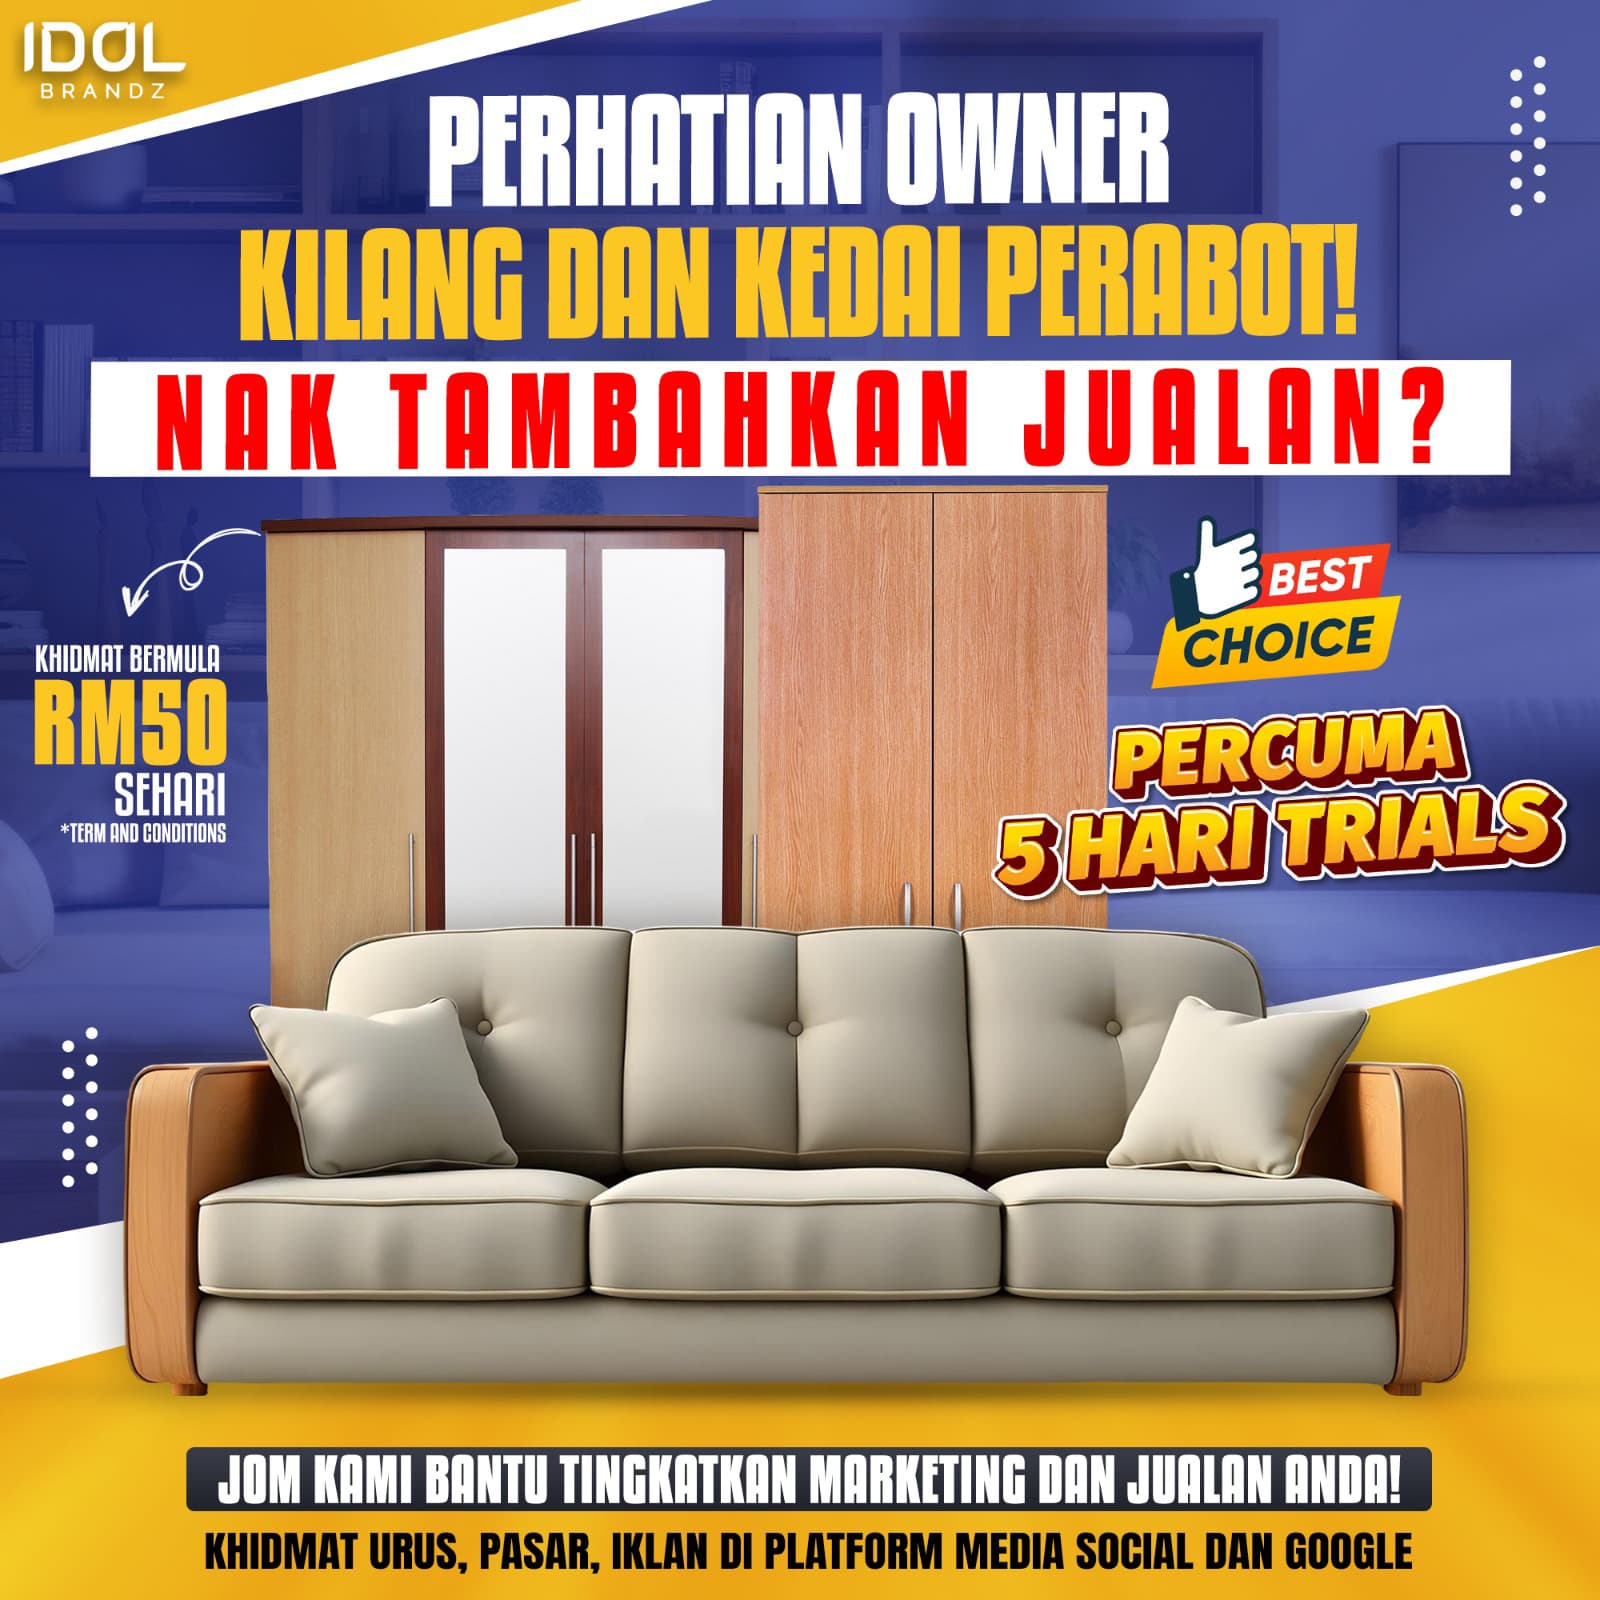 IDOL
BRANDZ
PERHATIAN OWNER
KILANG DAN KEDAI PERABOT!
NAK TAMBAHKAN JUALAN?
KHIDMAT BERMULA
RM50
SEHARI
*TERM AND CONDITIONS
BEST
CHOICE
PERCUMA
5 HARI TRIALS
JOM KAMI BANTU TINGKATKAN MARKETING DAN JUALAN ANDA!
KHIDMAT URUS, PASAR, IKLAN DI PLATFORM MEDIA SOCIAL DAN GOOGLE